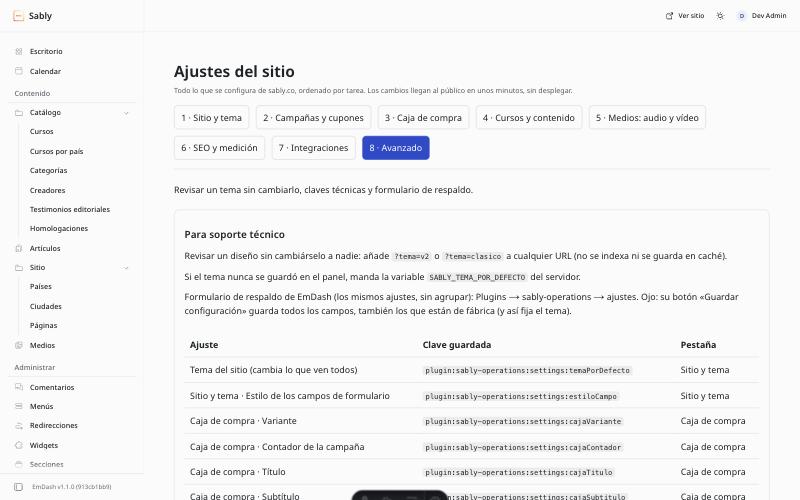 Sably
Ver sitio
D
Dev Admin
Escritorio
Calendar
Contenido
Catálogo
Cursos
Cursos por país
Categorías
Creadores
Testimonios editoriales
Homologaciones
Artículos
Sitio
Países
Ciudades
Páginas
Medios
Administrar
Comentarios
Menús
Redirecciones
Widgets
Secciones
EmDash v1.1.0 (913cb1bb9)
Ajustes del sitio
Todo lo que se configura de sably.co, ordenado por tarea. Los cambios llegan al público en unos minutos, sin desplegar.
1 · Sitio y tema
2 · Campañas y cupones
3 · Caja de compra
4 · Cursos y contenido
5 · Medios: audio y vídeo
6 · SEO y medición
7 · Integraciones
8 · Avanzado
Revisar un tema sin cambiarlo, claves técnicas y formulario de respaldo.
Para soporte técnico
Revisar un diseño sin cambiárselo a nadie: añade ?tema=v2 o ?tema=clasico a cualquier URL (no se indexa ni se guarda en caché).
Si el tema nunca se guardó en el panel, manda la variable SABLY_TEMA_POR_DEFECTO del servidor.
Formulario de respaldo de EmDash (los mismos ajustes, sin agrupar): Plugins → sably-operations → ajustes. Ojo: su botón «Guardar
configuración» guarda todos los campos, también los que están de fábrica (y así fija el tema).
Ajuste Clave guardada Pestaña
Tema del sitio (cambia lo que ven todos) plugin:sably-operations:settings:temaPorDefecto Sitio y tema
Sitio y tema · Estilo de los campos de formulario plugin:sably-operations:settings:estiloCampo Sitio y tema
Caja de compra · Variante plugin:sably-operations:settings:cajaVariante Caja de compra
Caja de compra · Contador de la campaña plugin:sably-operations:settings:cajaContador Caja de compra
Caja de compra · Título plugin:sably-operations:settings:cajaTitulo Caja de compra
Caja de compra · Subtítulo sably-operations:settings:cajaSubtitulo Caja de compra